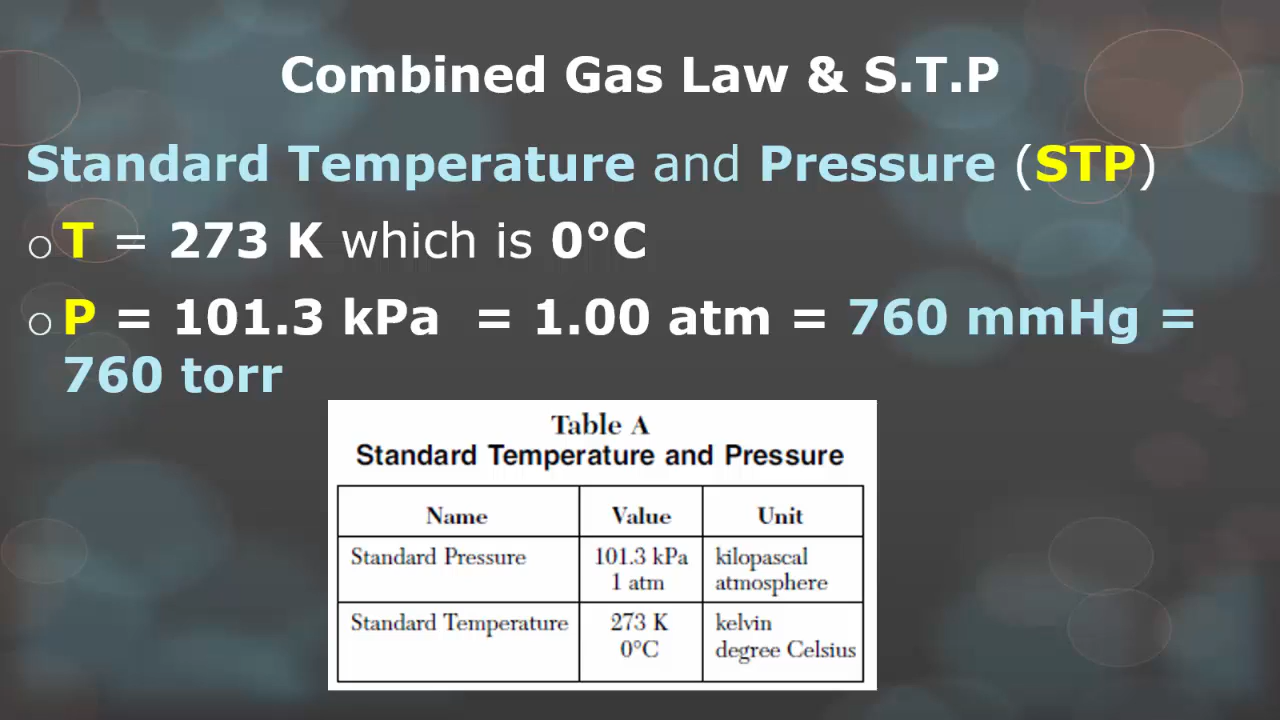 Combined Gas Law & S.T.P
Standard Temperature and Pressure (STP)
T = 273 K which is 0°C
P = 101.3 kPa = 1.00 atm = 760 mmHg =
760 torr
Table A
Standard Temperature and Pressure
Name Value Unit
Standard Pressure 101.3 kPa kilopascal
1 atm atmosphere
Standard Temperature 273 K kelvin
0°C degree Celsius